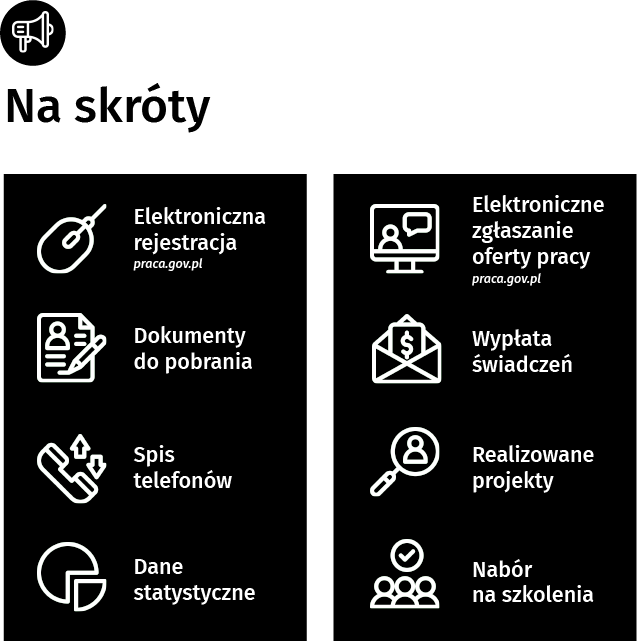 Na skróty
Elektroniczna
rejestracja
praca.gov.pl
Dokumenty
do pobrania
Spis
telefonów
Dane
statystyczne
Elektroniczne
zgłaszanie
oferty pracy
praca.gov.pl
Wypłata
świadczeń
Realizowane
projekty
Nabór
na szkolenia